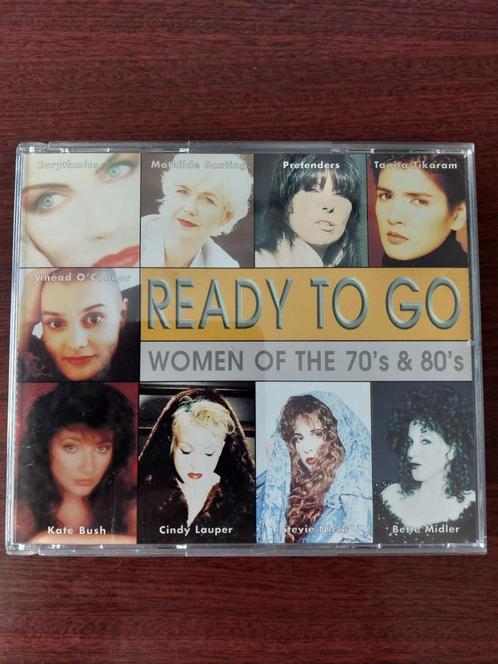 Eurythmics
Mathilde Santing
Pretenders
Tanita Tikaram
Sinéad O'Connor
READY TO GO
WOMEN OF THE 70's & 80's
Kate Bush
Cindy Lauper
Stevie Nicks
Bette Midler